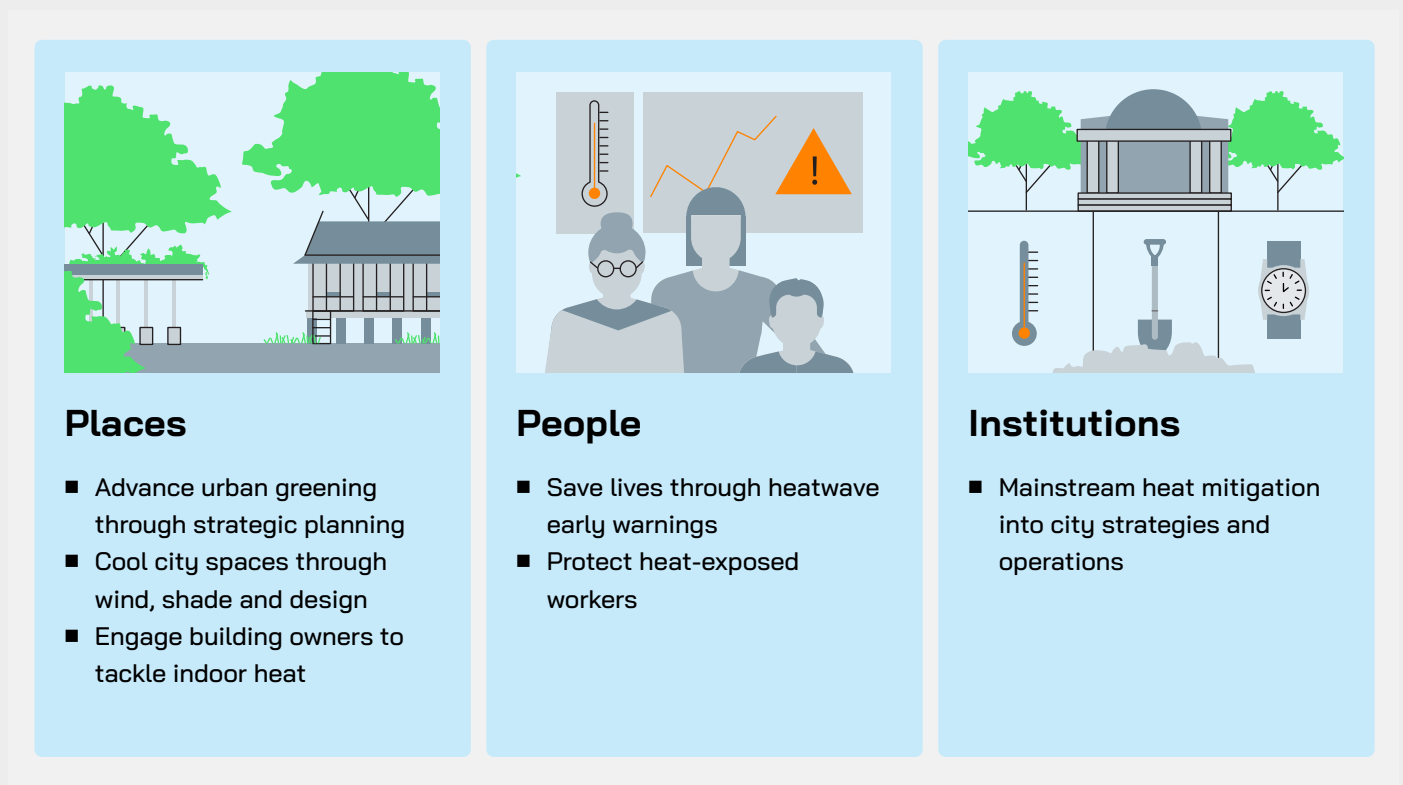 Places
■ Advance urban greening
through strategic planning
■ Cool city spaces through
wind, shade and design
■ Engage building owners to
tackle indoor heat
!
People
■ Save lives through heatwave
early warnings
■ Protect heat-exposed
workers
Institutions
■ Mainstream heat mitigation
into city strategies and
operations